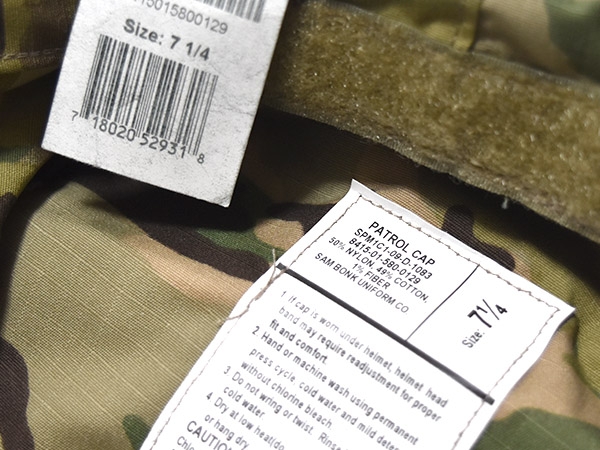 15015800129
Size: 7 1/4
7 18020 52931 8
PATROL CAP
SPM1C1-09-D-1083
8415-01-580-0129
50% NYLON, 49% COTTON,
1% FIBER
SAM BONK UNIFORM CO
Size: 7 1/4
1 If cap is worn under helmet, helmet head
band may require readjustment for proper
fit and comfort.
2 Hand or machine wash using permanent
press cycle. cold water and mild deter
without chlorine bleach.
3 Do not wring or twist. Rinse
cold water.
4 Dry at low heat(do
or hang dry
CAUTIO
Chlo